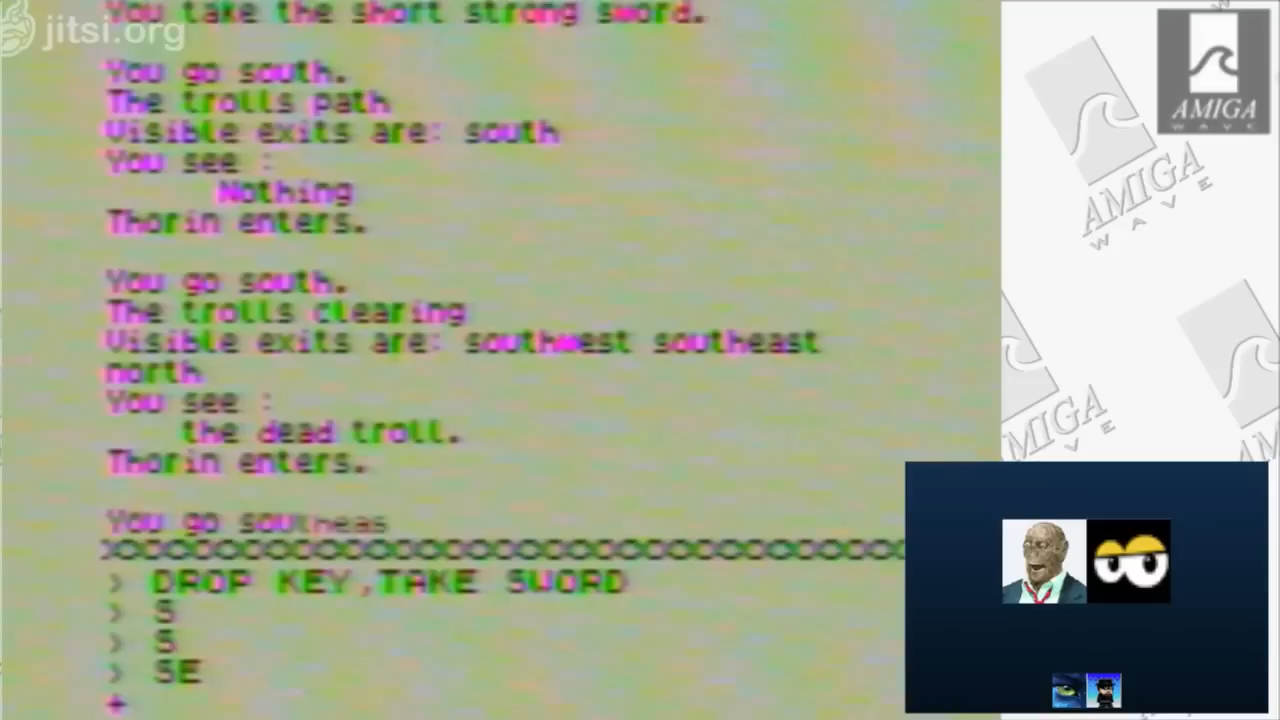 You take the short strong sword.
jitsi.org
You go south.
The trolls path
Visible exits are: south
You see :
Nothing
Thorin enters.
You go south.
The trolls clearing
Visible exits are: southwest southeast
north
You see :
the dead troll.
Thorin enters.
You go southeas
> DROP KEY,TAKE SWORD
> S
> S
> SE
+
AMIGA
WAVE
AMIGA
WAVE
AMIGA
WAVE